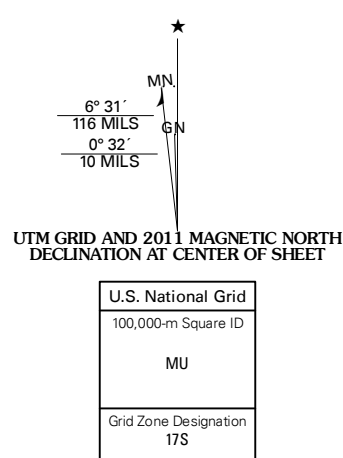 ★
MN.
6° 31´
116 MILS
GN
0° 32´
10 MILS
UTM GRID AND 2011 MAGNETIC NORTH
DECLINATION AT CENTER OF SHEET
U.S. National Grid
100,000-m Square ID
MU
Grid Zone Designation
17S